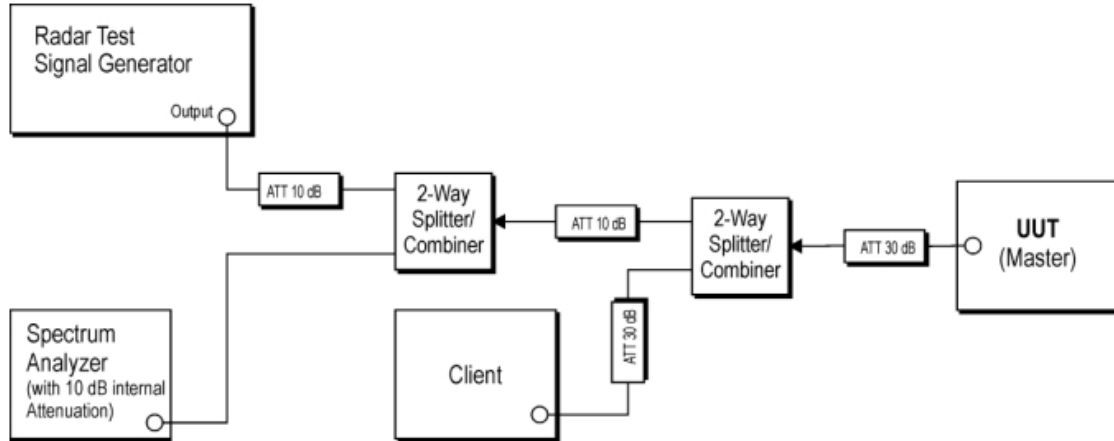 Radar Test
Signal Generator
Output
ATT 10 dB
2-Way
Splitter/
Combiner
ATT 10 dB
2-Way
Splitter/
Combiner
ATT 30 dB
UUT
(Master)
Spectrum
Analyzer
(with 10 dB internal
Attenuation)
Client
ATT 30 dB